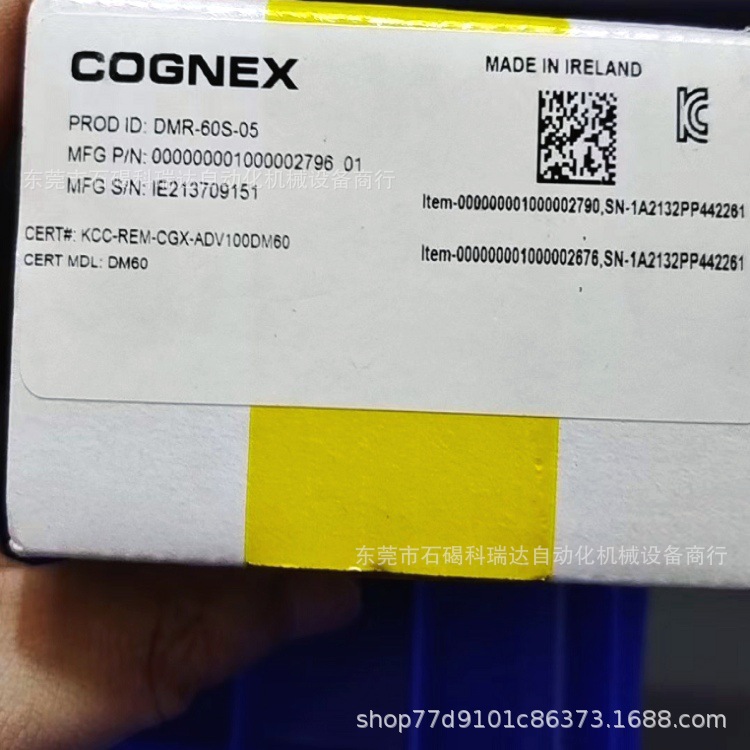 COGNEX
MADE IN IRELAND
PROD ID: DMR-60S-05
MFG P/N: 000000001000002796 01
东莞市石碣科瑞达自动化机械设备商行
MFG S/N: IE213709151
Item-000000001000002790,SN-1A2132PP442261
CERT#: KCC-REM-CGX-ADV100DM60
Item-000000001000002676,SN-1A2132PP442261
CERT MDL: DM60
东莞市石碣科瑞达自动化机械设备商行
shop77d9101c86373.1688.com